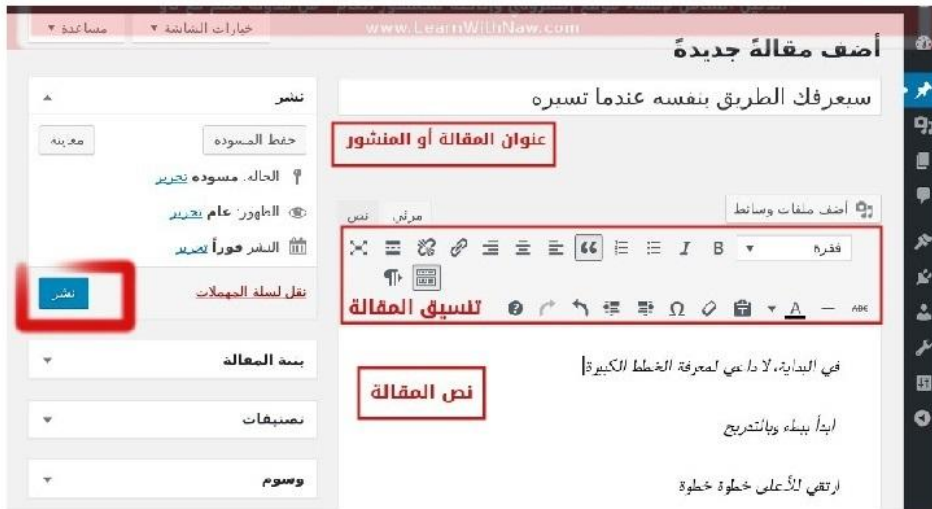 خيارات الشاشة
مساعدة
www.LearnWithNaw.com
أضف مقالةً جديدةً
سيعرفك الطريق بنفسه عندما تسيره
عنوان المقالة أو المنشور
أضف ملفات وسائط
مرئي
نص
فقرة
B I
ABC
A
Ω
تنسيق المقالة
في البداية، لا داعي لمعرفة الخطط الكبيرة
نص المقالة
ابدأ ببطء وبالتدريج
ارتقي للأعلى خطوة خطوة
نشر
حفظ المسودة
معاينة
الحالة: مسودة تحرير
الظهور: عام تحرير
النشر فوراً تحرير
نقل لسلة المهملات
نشر
بنية المقالة
تصنيفات
وسوم